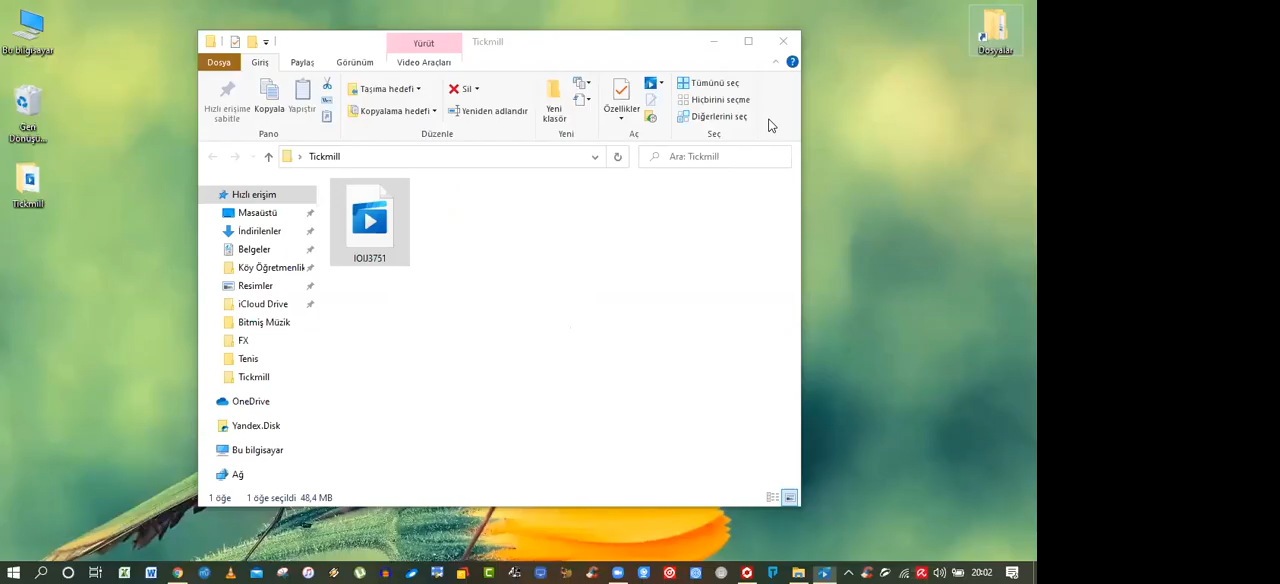 Bu bilgisayar
Geri Dönüşü...
Tickmill
Dosyalar
Yürüt
Tickmill
Dosya
Giriş
Paylaş
Görünüm
Video Araçları
Hızlı erişime sabitle
Kopyala
Yapıştır
Pano
Taşıma hedefi
Kopyalama hedefi
Sil
Yeniden adlandır
Düzenle
Yeni klasör
Yeni
Özellikler
Aç
Tümünü seç
Hiçbirini seçme
Diğerlerini seç
Seç
Tickmill
Ara: Tickmill
Hızlı erişim
Masaüstü
İndirilenler
Belgeler
Köy Öğretmenlik
Resimler
iCloud Drive
Bitmiş Müzik
FX
Tenis
Tickmill
OneDrive
Yandex.Disk
Bu bilgisayar
Ağ
IOIJ3751
1 öğe
1 öğe seçildi 48,4 MB
20:02